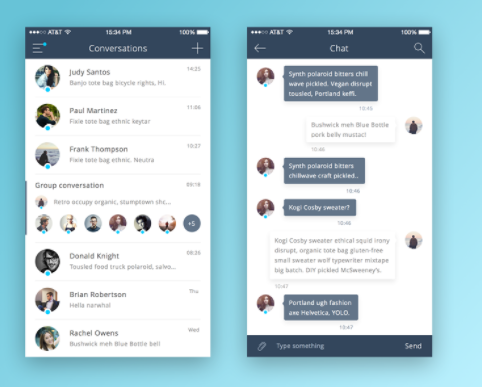 AT&T 15:34 PM 100%
Conversations
Judy Santos 14:25
Banjo tote bag bicycle rights, Hi.
Paul Martinez 11:06
Fixie tote bag ethnic keytar
Frank Thompson 10:27
Fixie tote bag ethnic. Neutra
Group conversation 09:18
Retro occupy organic, stumptown shc,...
+5
Donald Knight 08:36
Tousled food truck polaroid, salvo...
Brian Robertson Thu
Hella narwhal
Rachel Owens Wed
Bushwick meh Blue Bottle bell
AT&T 15:34 PM 100%
Chat
Synth polaroid bitters chill
wave pickled. Vegan disrupt
tousled, Portland keffi.
10:45
Bushwick meh Blue Bottle
pork belly mustac!
10:46
Synth polaroid bitters
chillwave craft pickled..
10:46
Kogi Cosby sweater?
10:46
Kogi Cosby sweater ethical squid irony
disrupt, organic tote bag gluten-free
small sweater wolf typewriter mixtape
big batch. DIY pickled McSweeney's.
10:47
Portland ugh fashion
axe Helvetica, YOLO.
10:47
Type something Send